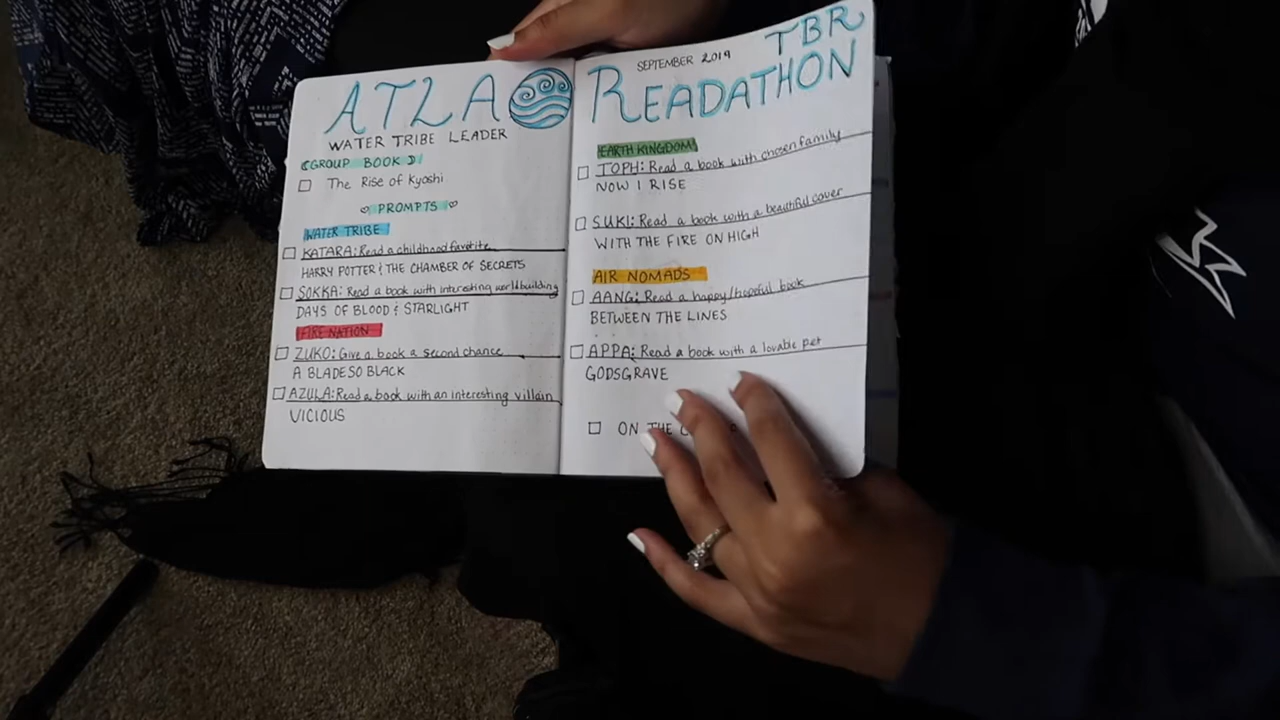 ATLA
WATER TRIBE LEADER
GROUP BOOK
The Rise of Kyoshi
PROMPTS
WATER TRIBE
KATARA: Read a childhood favorite
HARRY POTTER & THE CHAMBER OF SECRETS
SOKKA: Read a book with interesting worldbuilding
DAYS OF BLOOD & STARLIGHT
FIRE NATION
ZUKO: Give a book a second chance
A BLADE SO BLACK
AZULA: Read a book with an interesting villain
VICIOUS
SEPTEMBER 2019
TBR
READATHON
EARTH KINGDOM
TOPH: Read a book with chosen family
NOW I RISE
SUKI: Read a book with a beautiful cover
WITH THE FIRE ON HIGH
AIR NOMADS
AANG: Read a happy/hopeful book
BETWEEN THE LINES
APPA: Read a book with a lovable pet
GODSGRAVE
ON THE